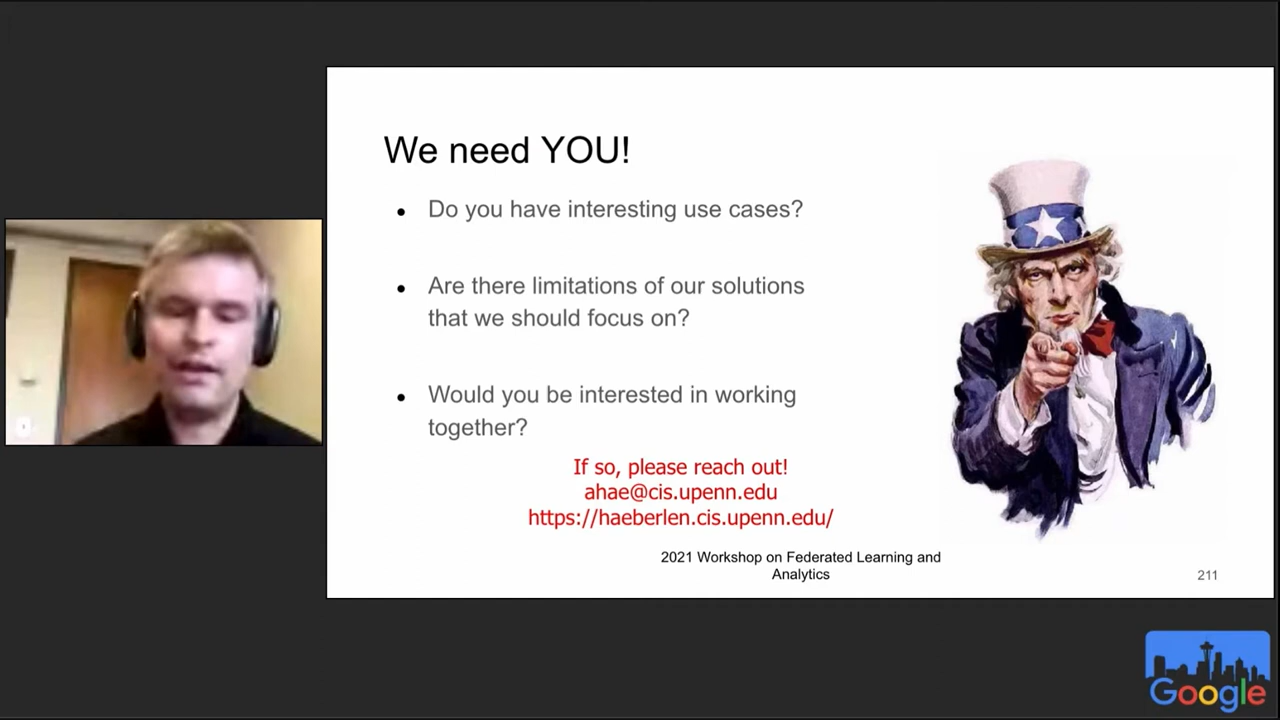 We need YOU!
Do you have interesting use cases?
Are there limitations of our solutions
that we should focus on?
Would you be interested in working
together?
If so, please reach out!
ahae@cis.upenn.edu
https://haeberlen.cis.upenn.edu/
2021 Workshop on Federated Learning and
Analytics
211
Google